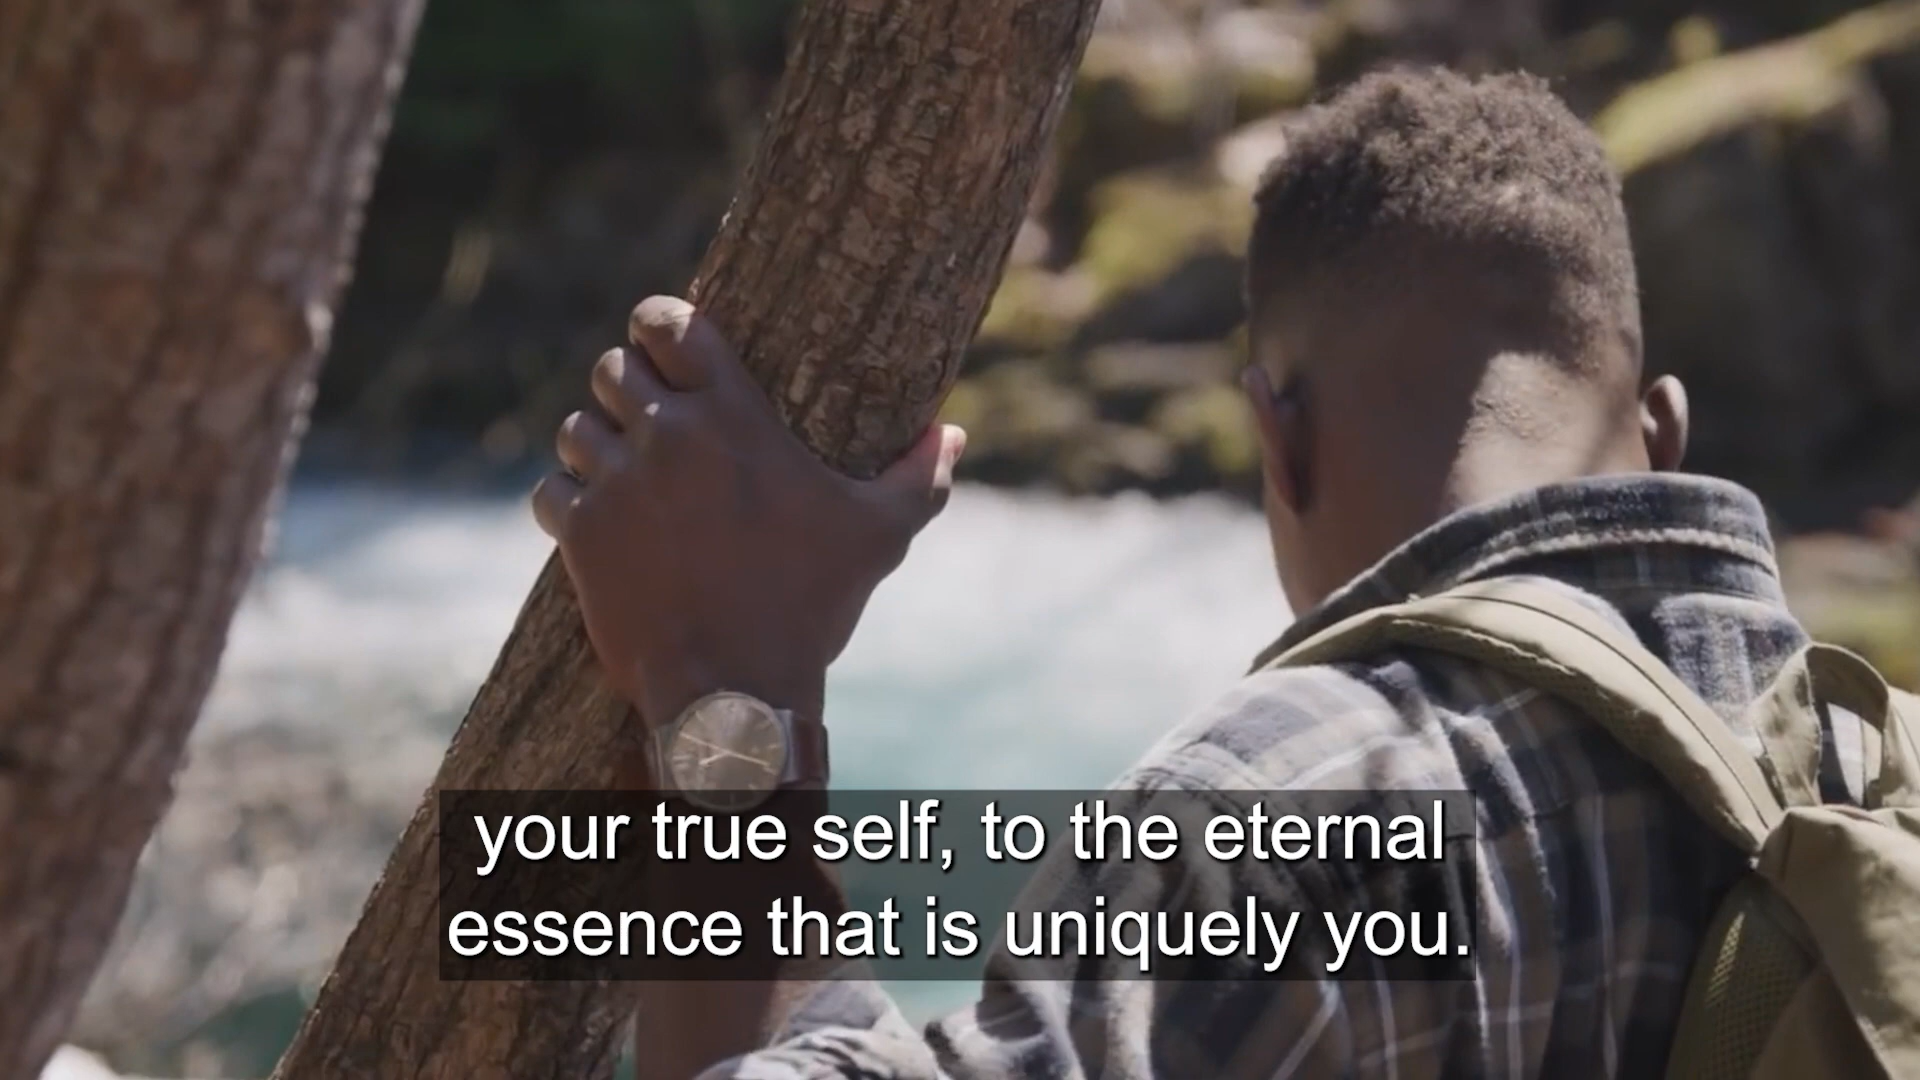 your true self, to the eternal
essence that is uniquely you.